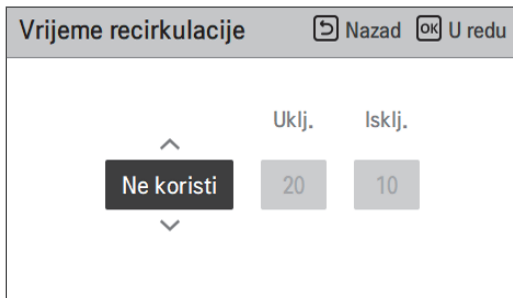 Vrijeme recirkulacije Nazad OK U redu
Uklj. Isklj.
Ne koristi 20 10